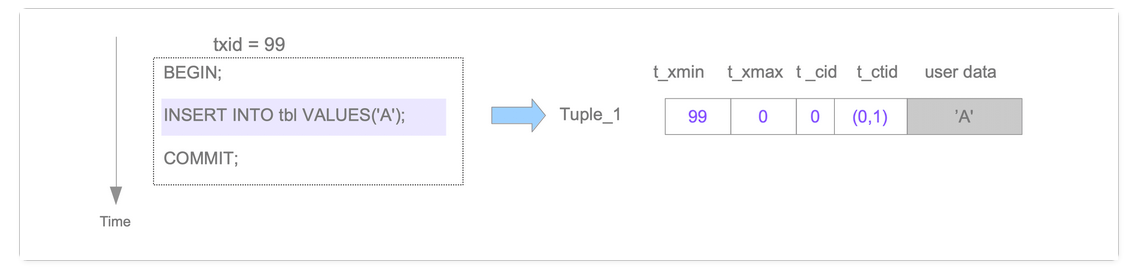 txid = 99
BEGIN;
INSERT INTO tbl VALUES('A');
COMMIT;
Time
t_xmin t_xmax t _cid t_ctid user data
Tuple_1 99 0 0 (0,1) 'A'